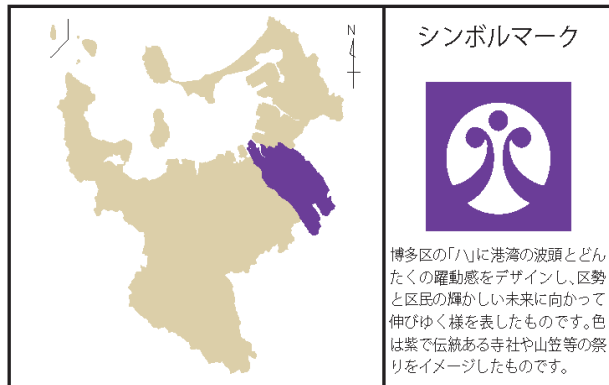 N
シンボルマーク
博多区の「ハ」に港湾の波頭とどん
たくの躍動感をデザインし、区勢
と区民の輝かしい未来に向かって
伸びゆく様を表したものです。色
は紫で伝統ある寺社や山笠等の祭
りをイメージしたものです。